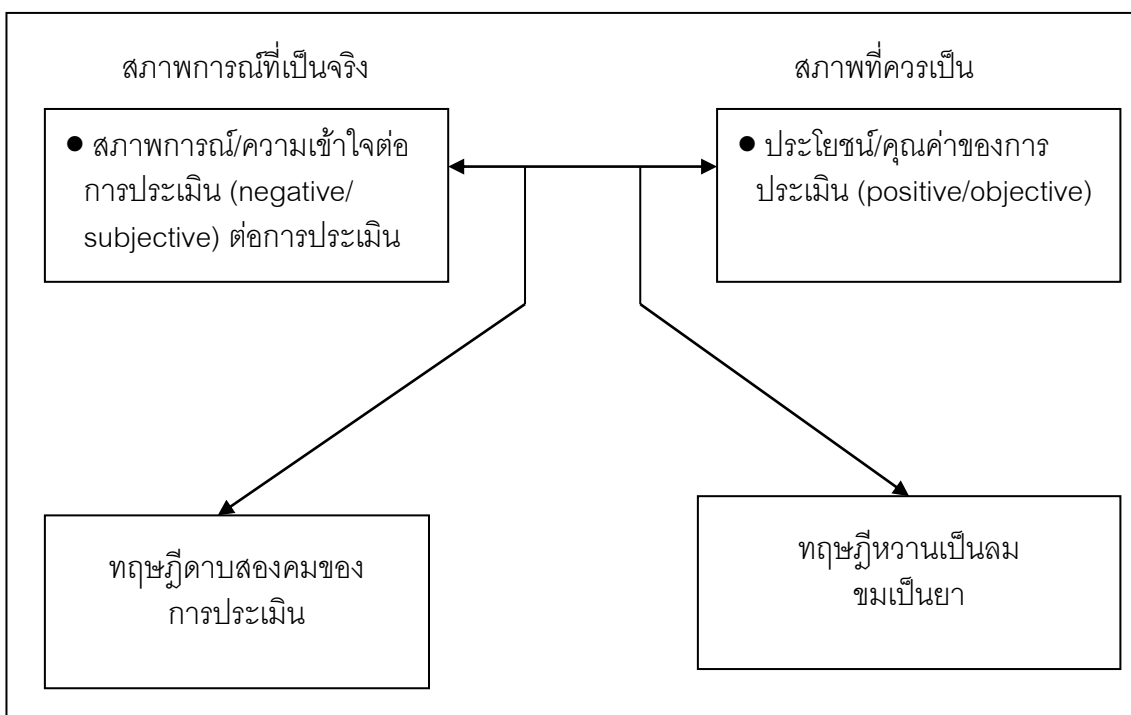 สภาพการณ์ที่เป็นจริง
สภาพที่ควรเป็น
● สภาพการณ์/ความเข้าใจต่อ
การประเมิน (negative/
subjective) ต่อการประเมิน
● ประโยชน์/คุณค่าของการ
ประเมิน (positive/objective)
ทฤษฎีดาบสองคมของ
การประเมิน
ทฤษฎีหวานเป็นลม
ขมเป็นยา